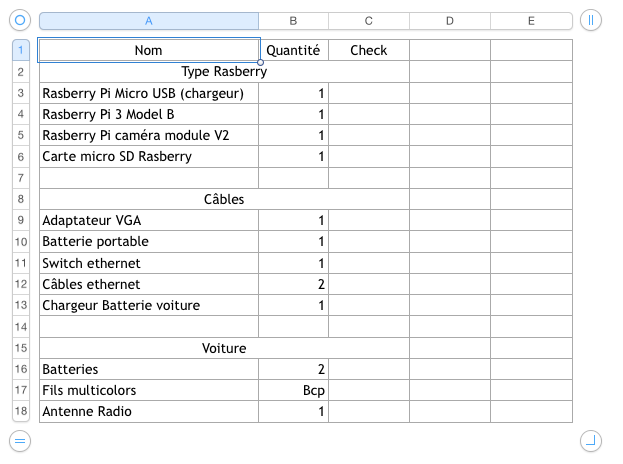 A B C D E
1 Nom Quantité Check
2 Type Rasberry
3 Rasberry Pi Micro USB (chargeur) 1
4 Rasberry Pi 3 Model B 1
5 Rasberry Pi caméra module V2 1
6 Carte micro SD Rasberry 1
7
8 Câbles
9 Adaptateur VGA 1
10 Batterie portable 1
11 Switch ethernet 1
12 Câbles ethernet 2
13 Chargeur Batterie voiture 1
14
15 Voiture
16 Batteries 2
17 Fils multicolors Bcp
18 Antenne Radio 1